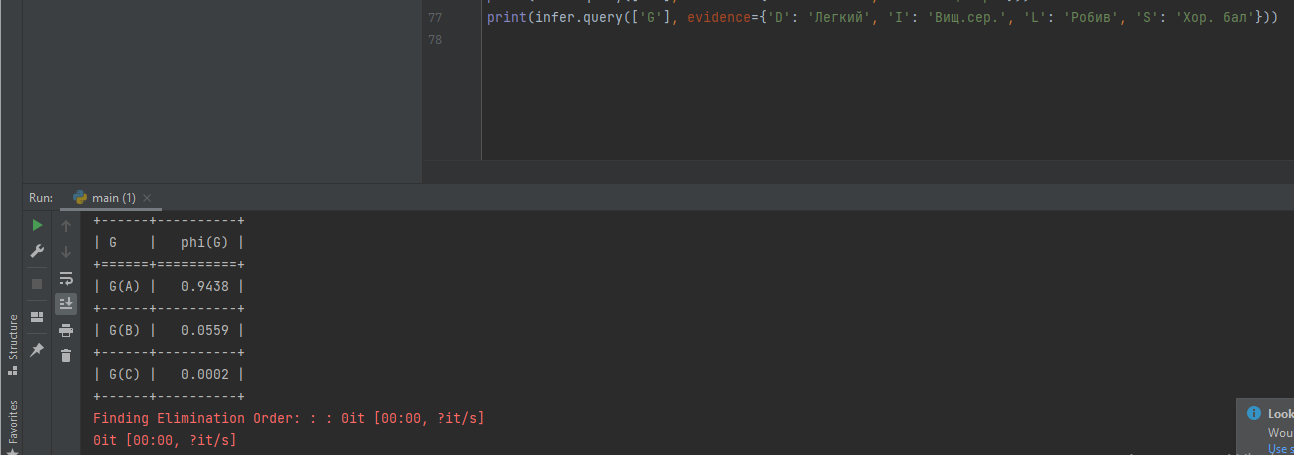 77 print(infer.query(['G'], evidence={'D': 'Легкий', 'I': 'Вищ.сер.', 'L': 'Робив', 'S': 'Хор. бал'}))
78
Run: main (1)
+------+----------+
| G    |   phi(G) |
+======+==========+
| G(A) |   0.9438 |
+------+----------+
| G(B) |   0.0559 |
+------+----------+
| G(C) |   0.0002 |
+------+----------+
Finding Elimination Order: : : 0it [00:00, ?it/s]
0it [00:00, ?it/s]
Structure
Favorites
Look
Wou
Use s